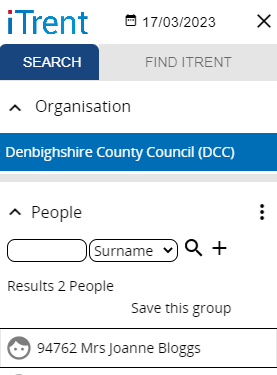 iTrent 17/03/2023
SEARCH FIND ITRENT
Organisation
Denbighshire County Council (DCC)
People
Surname
Results 2 People
Save this group
94762 Mrs Joanne Bloggs